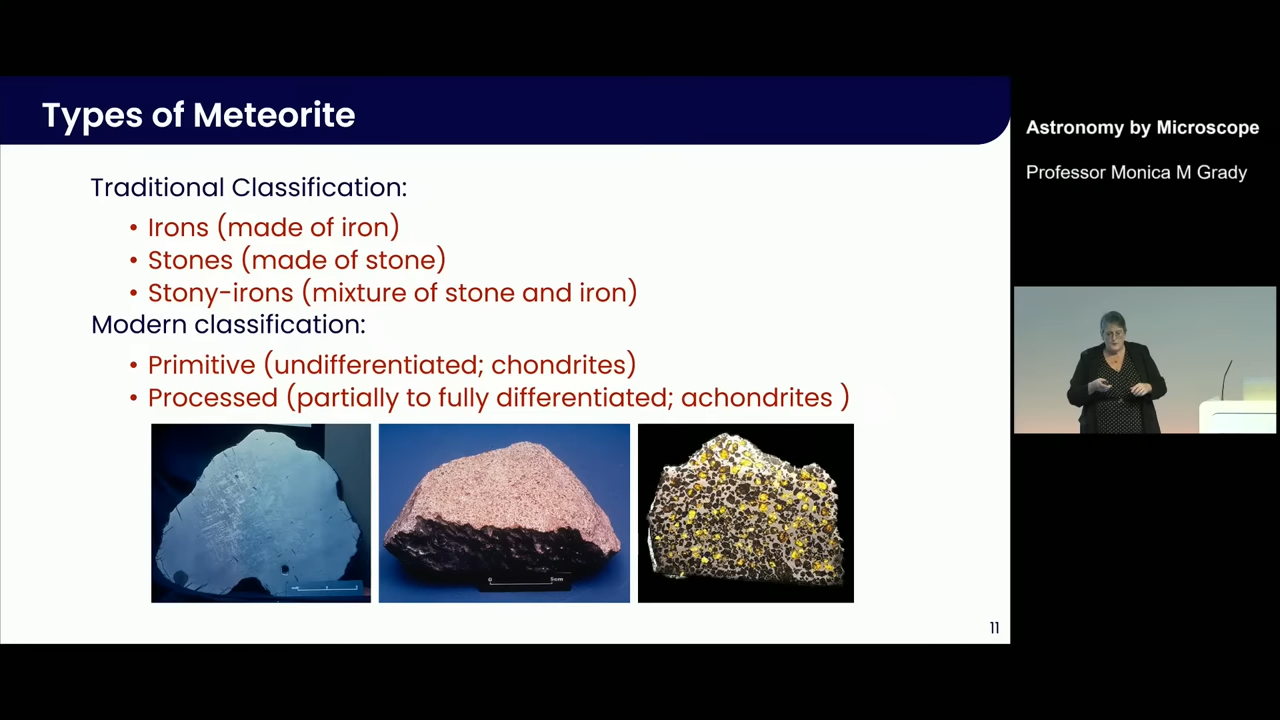 Types of Meteorite
Traditional Classification:
• Irons (made of iron)
• Stones (made of stone)
• Stony-irons (mixture of stone and iron)
Modern classification:
• Primitive (undifferentiated; chondrites)
• Processed (partially to fully differentiated; achondrites )
0 5cm
11
Astronomy by Microscope
Professor Monica M Grady